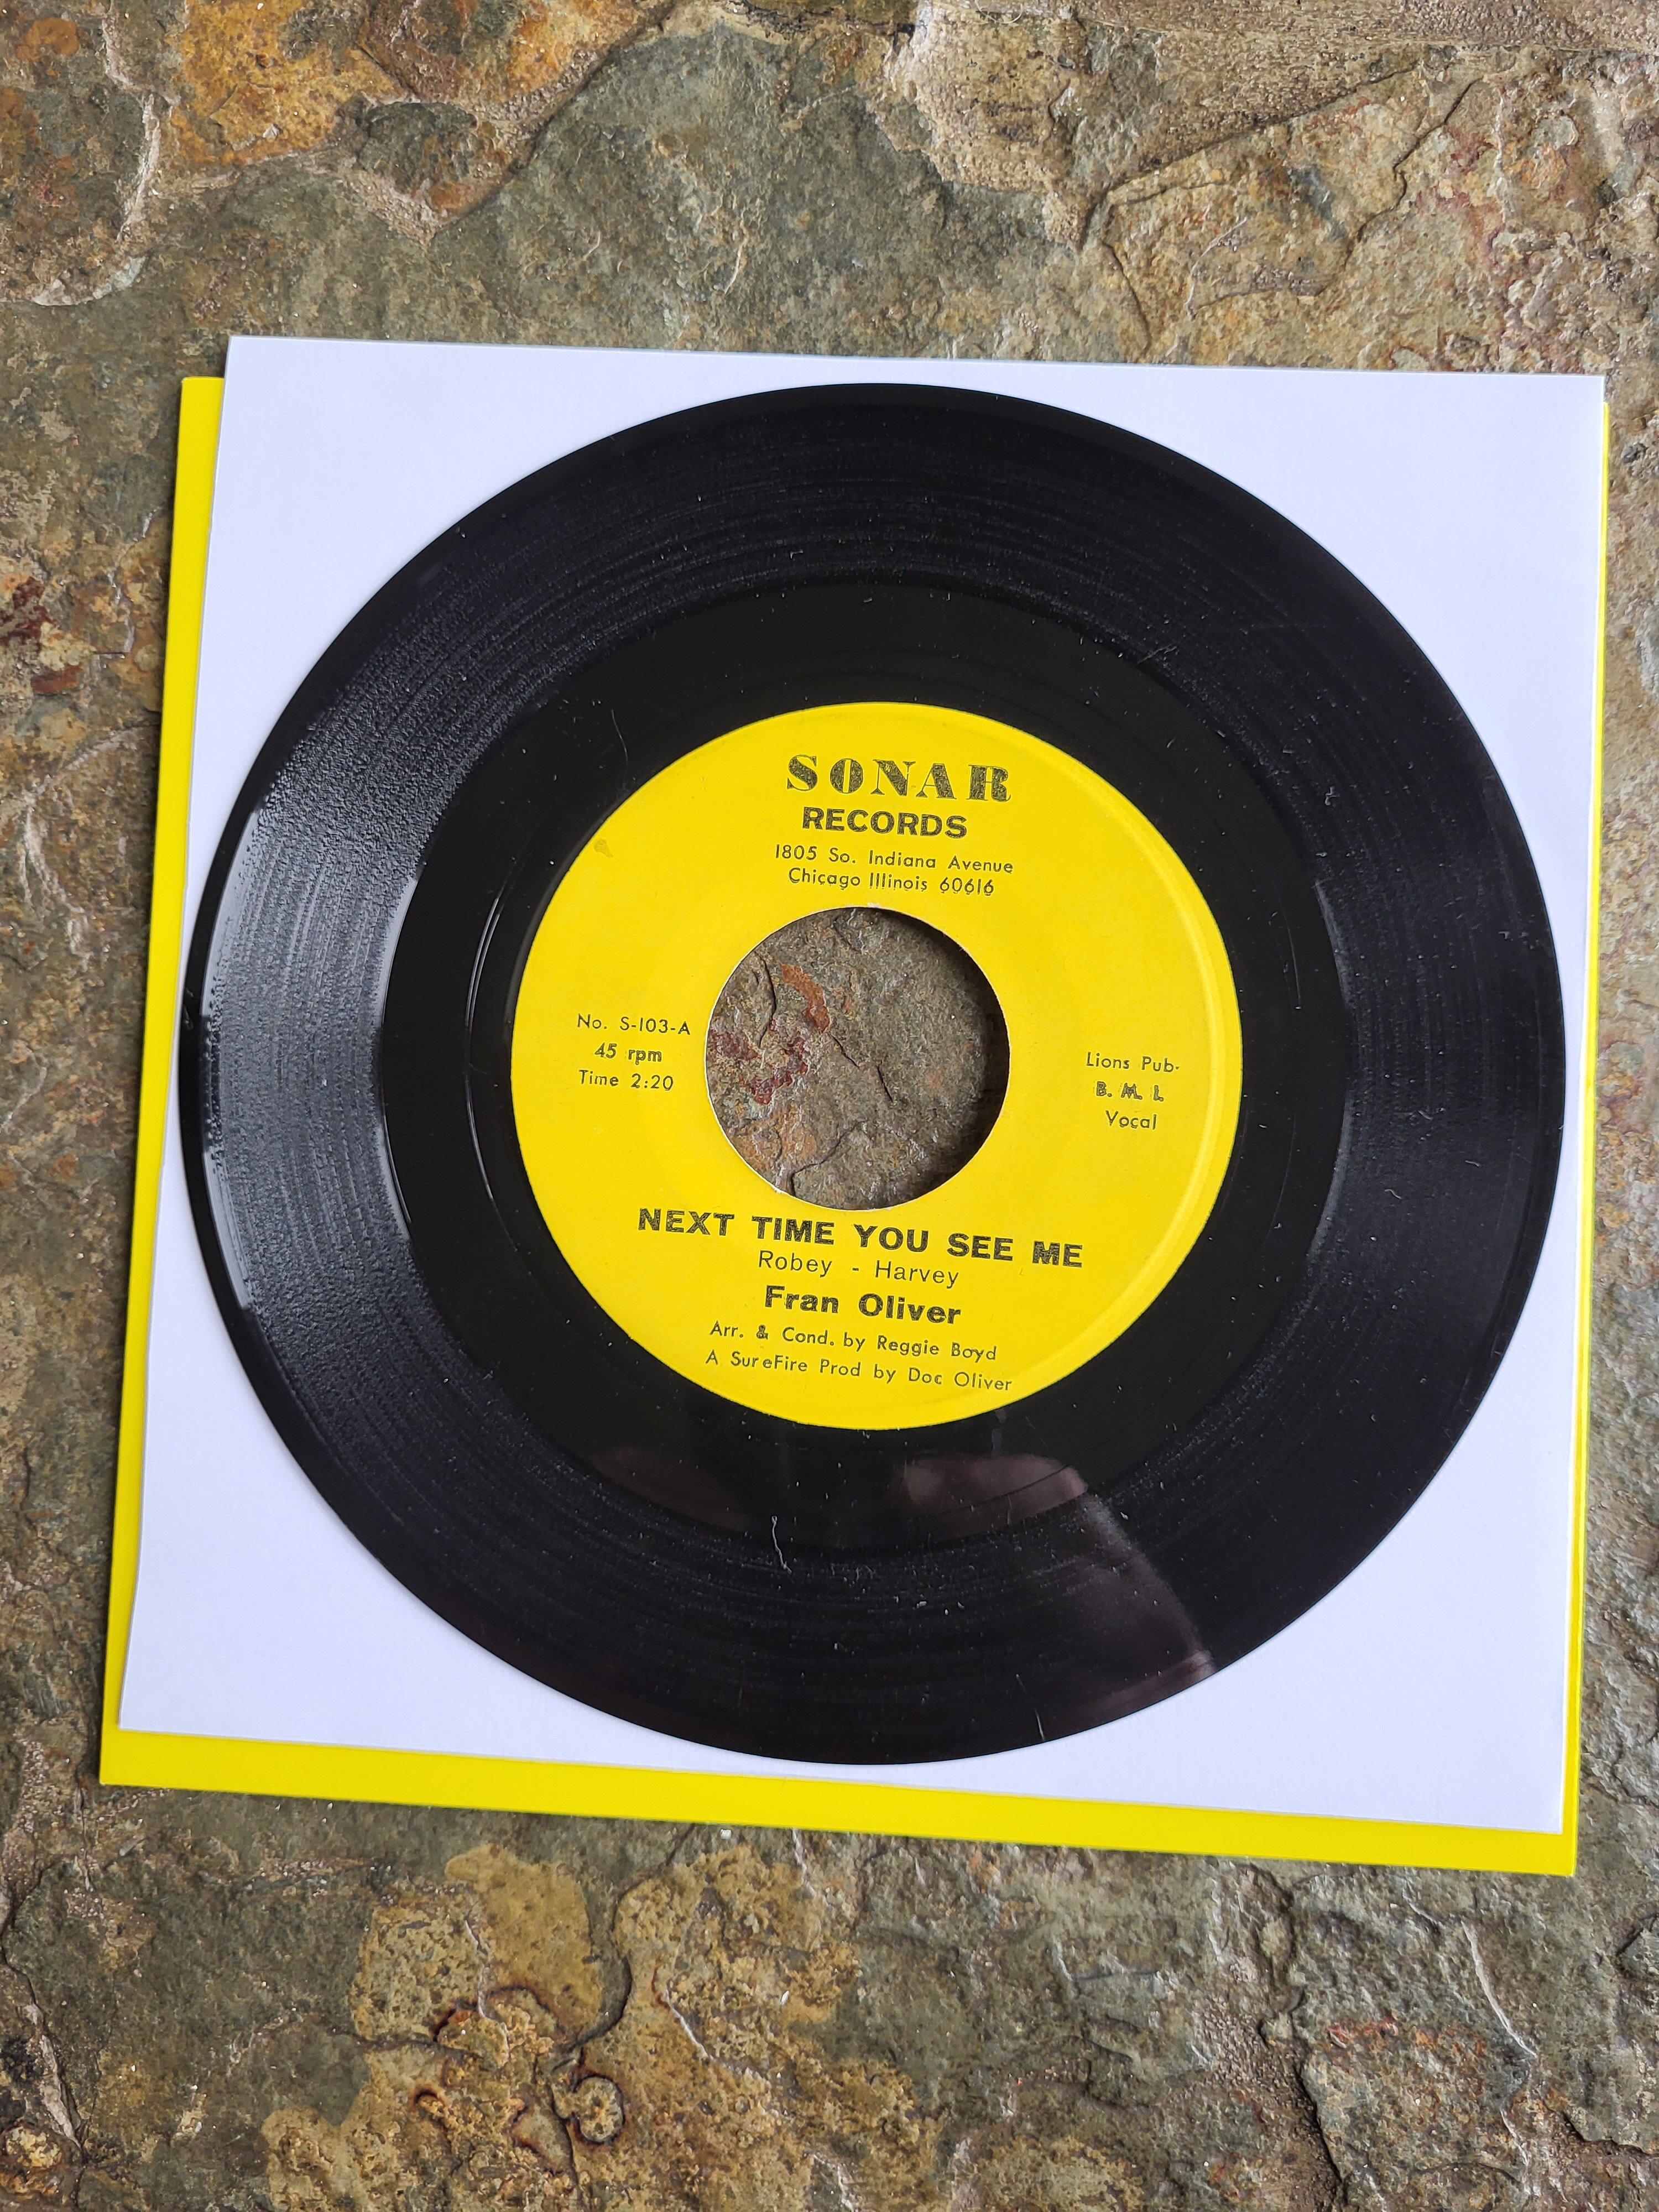 SONAR
RECORDS
1805 So. Indiana Avenue
Chicago Illinois 60616
No. S-103-A
45 rpm
Time 2:20
Lions Pub.
B. M. I.
Vocal
NEXT TIME YOU SEE ME
Robey - Harvey
Fran Oliver
Arr. & Cond. by Reggie Boyd
A SureFire Prod by Doc Oliver